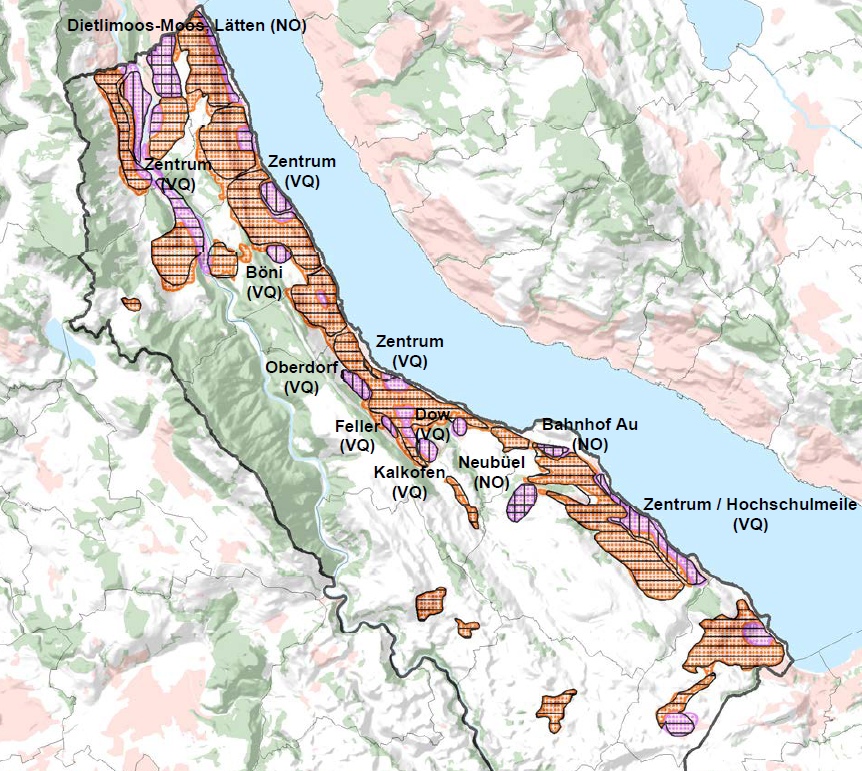 Dietlimoos-Moos, Lätten (NO)
Zentrum
(VQ)
Zentrum
(VQ)
Böni
(VQ)
Zentrum
(VQ)
Oberdorf
(VQ)
Dow
(VQ)
Feller
(VQ)
Bahnhof Au
(NO)
Kalkofen
(VQ)
Neubüel
(NO)
Zentrum / Hochschulmeile
(VQ)